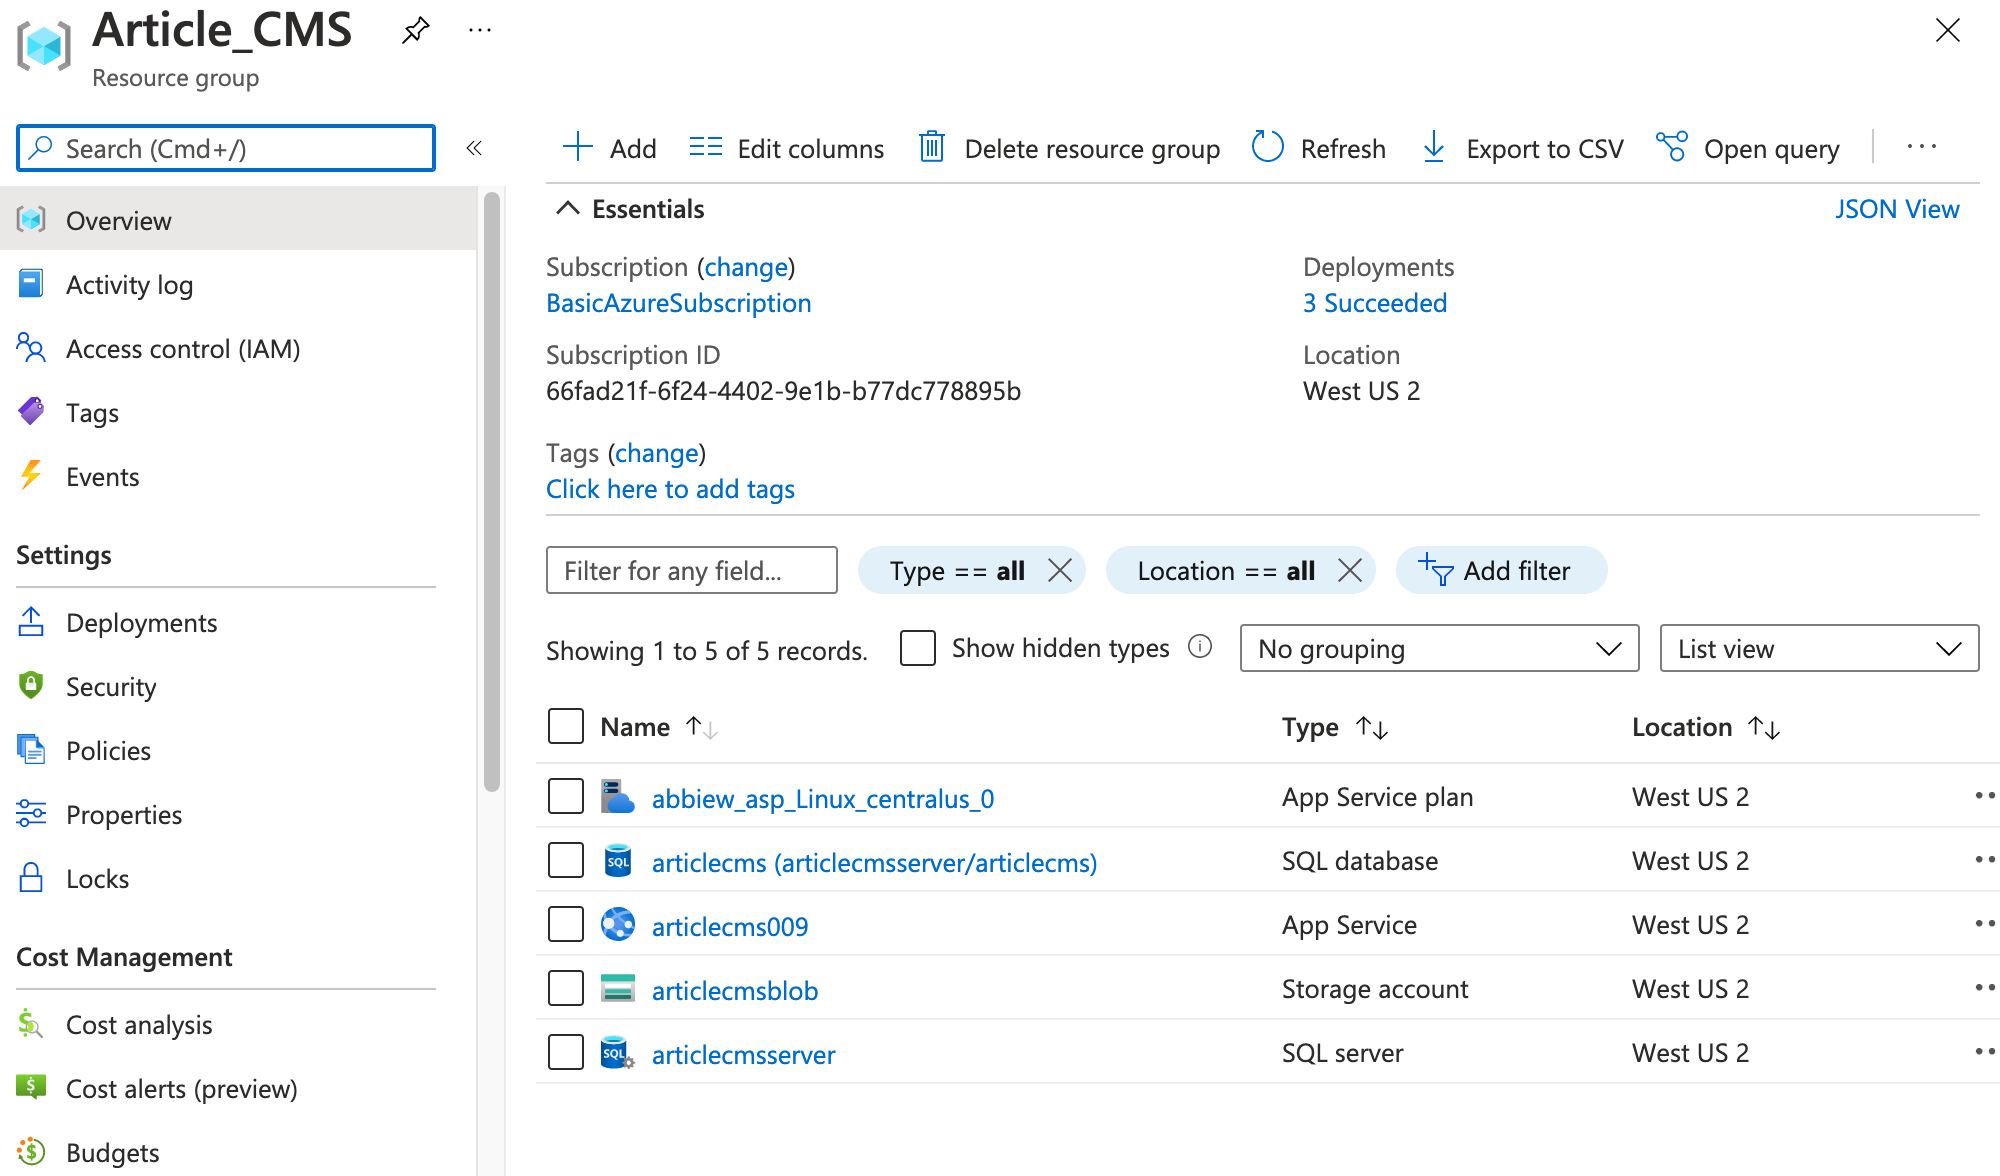 Article_CMS
Resource group
Search (Cmd+/)
«
Overview
Activity log
Access control (IAM)
Tags
Events
Settings
Deployments
Security
Policies
Properties
Locks
Cost Management
Cost analysis
Cost alerts (preview)
Budgets
Add Edit columns Delete resource group Refresh Export to CSV Open query
Essentials JSON View
Subscription (change) Deployments
BasicAzureSubscription 3 Succeeded
Subscription ID Location
66fad21f-6f24-4402-9e1b-b77dc778895b West US 2
Tags (change)
Click here to add tags
Filter for any field... Type == all Location == all Add filter
Showing 1 to 5 of 5 records. Show hidden types No grouping List view
Name Type Location
abbiew_asp_Linux_centralus_0 App Service plan West US 2
SQL articlecms (articlecmsserver/articlecms) SQL database West US 2
articlecms009 App Service West US 2
articlecmsblob Storage account West US 2
SQL articlecmsserver SQL server West US 2